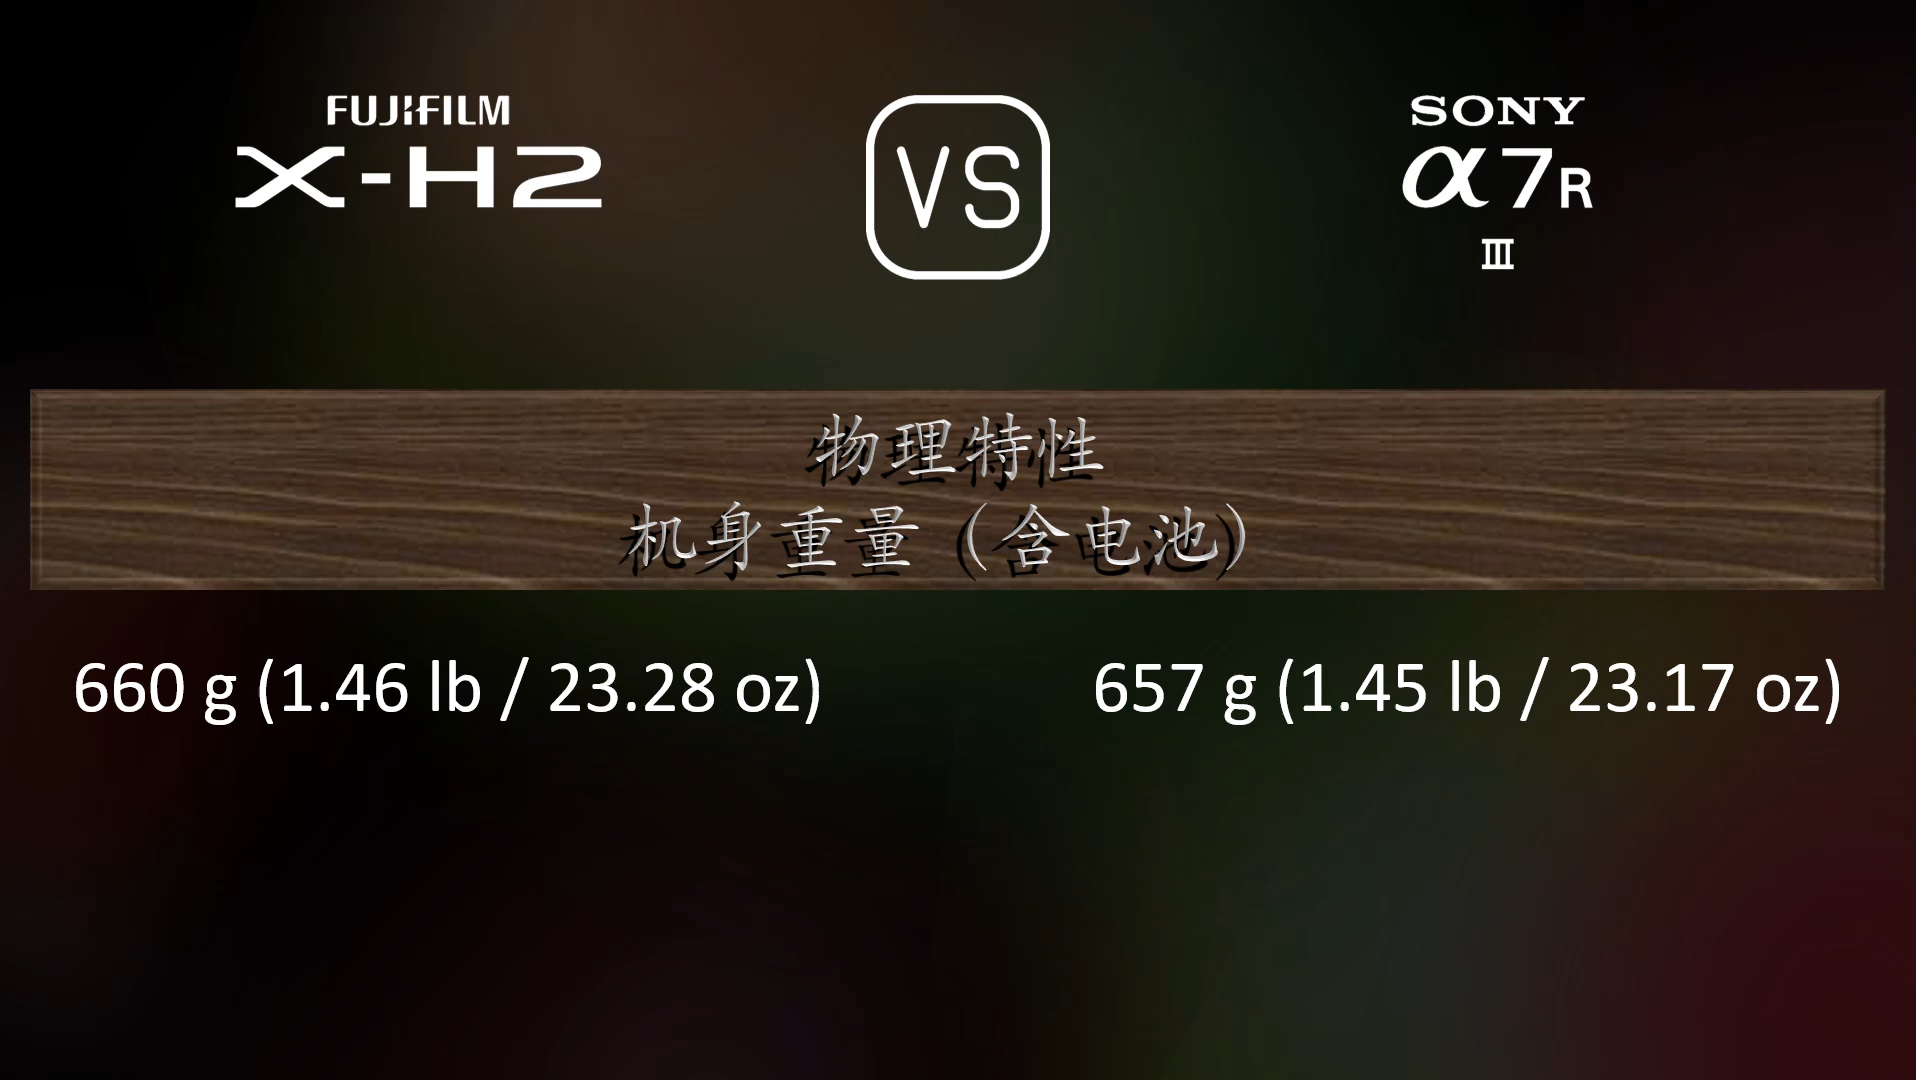 FUJIFILM
X-H2
VS
SONY
α7R
III
物理特性
机身重量（含电池）
660 g (1.46 lb / 23.28 oz)
657 g (1.45 lb / 23.17 oz)